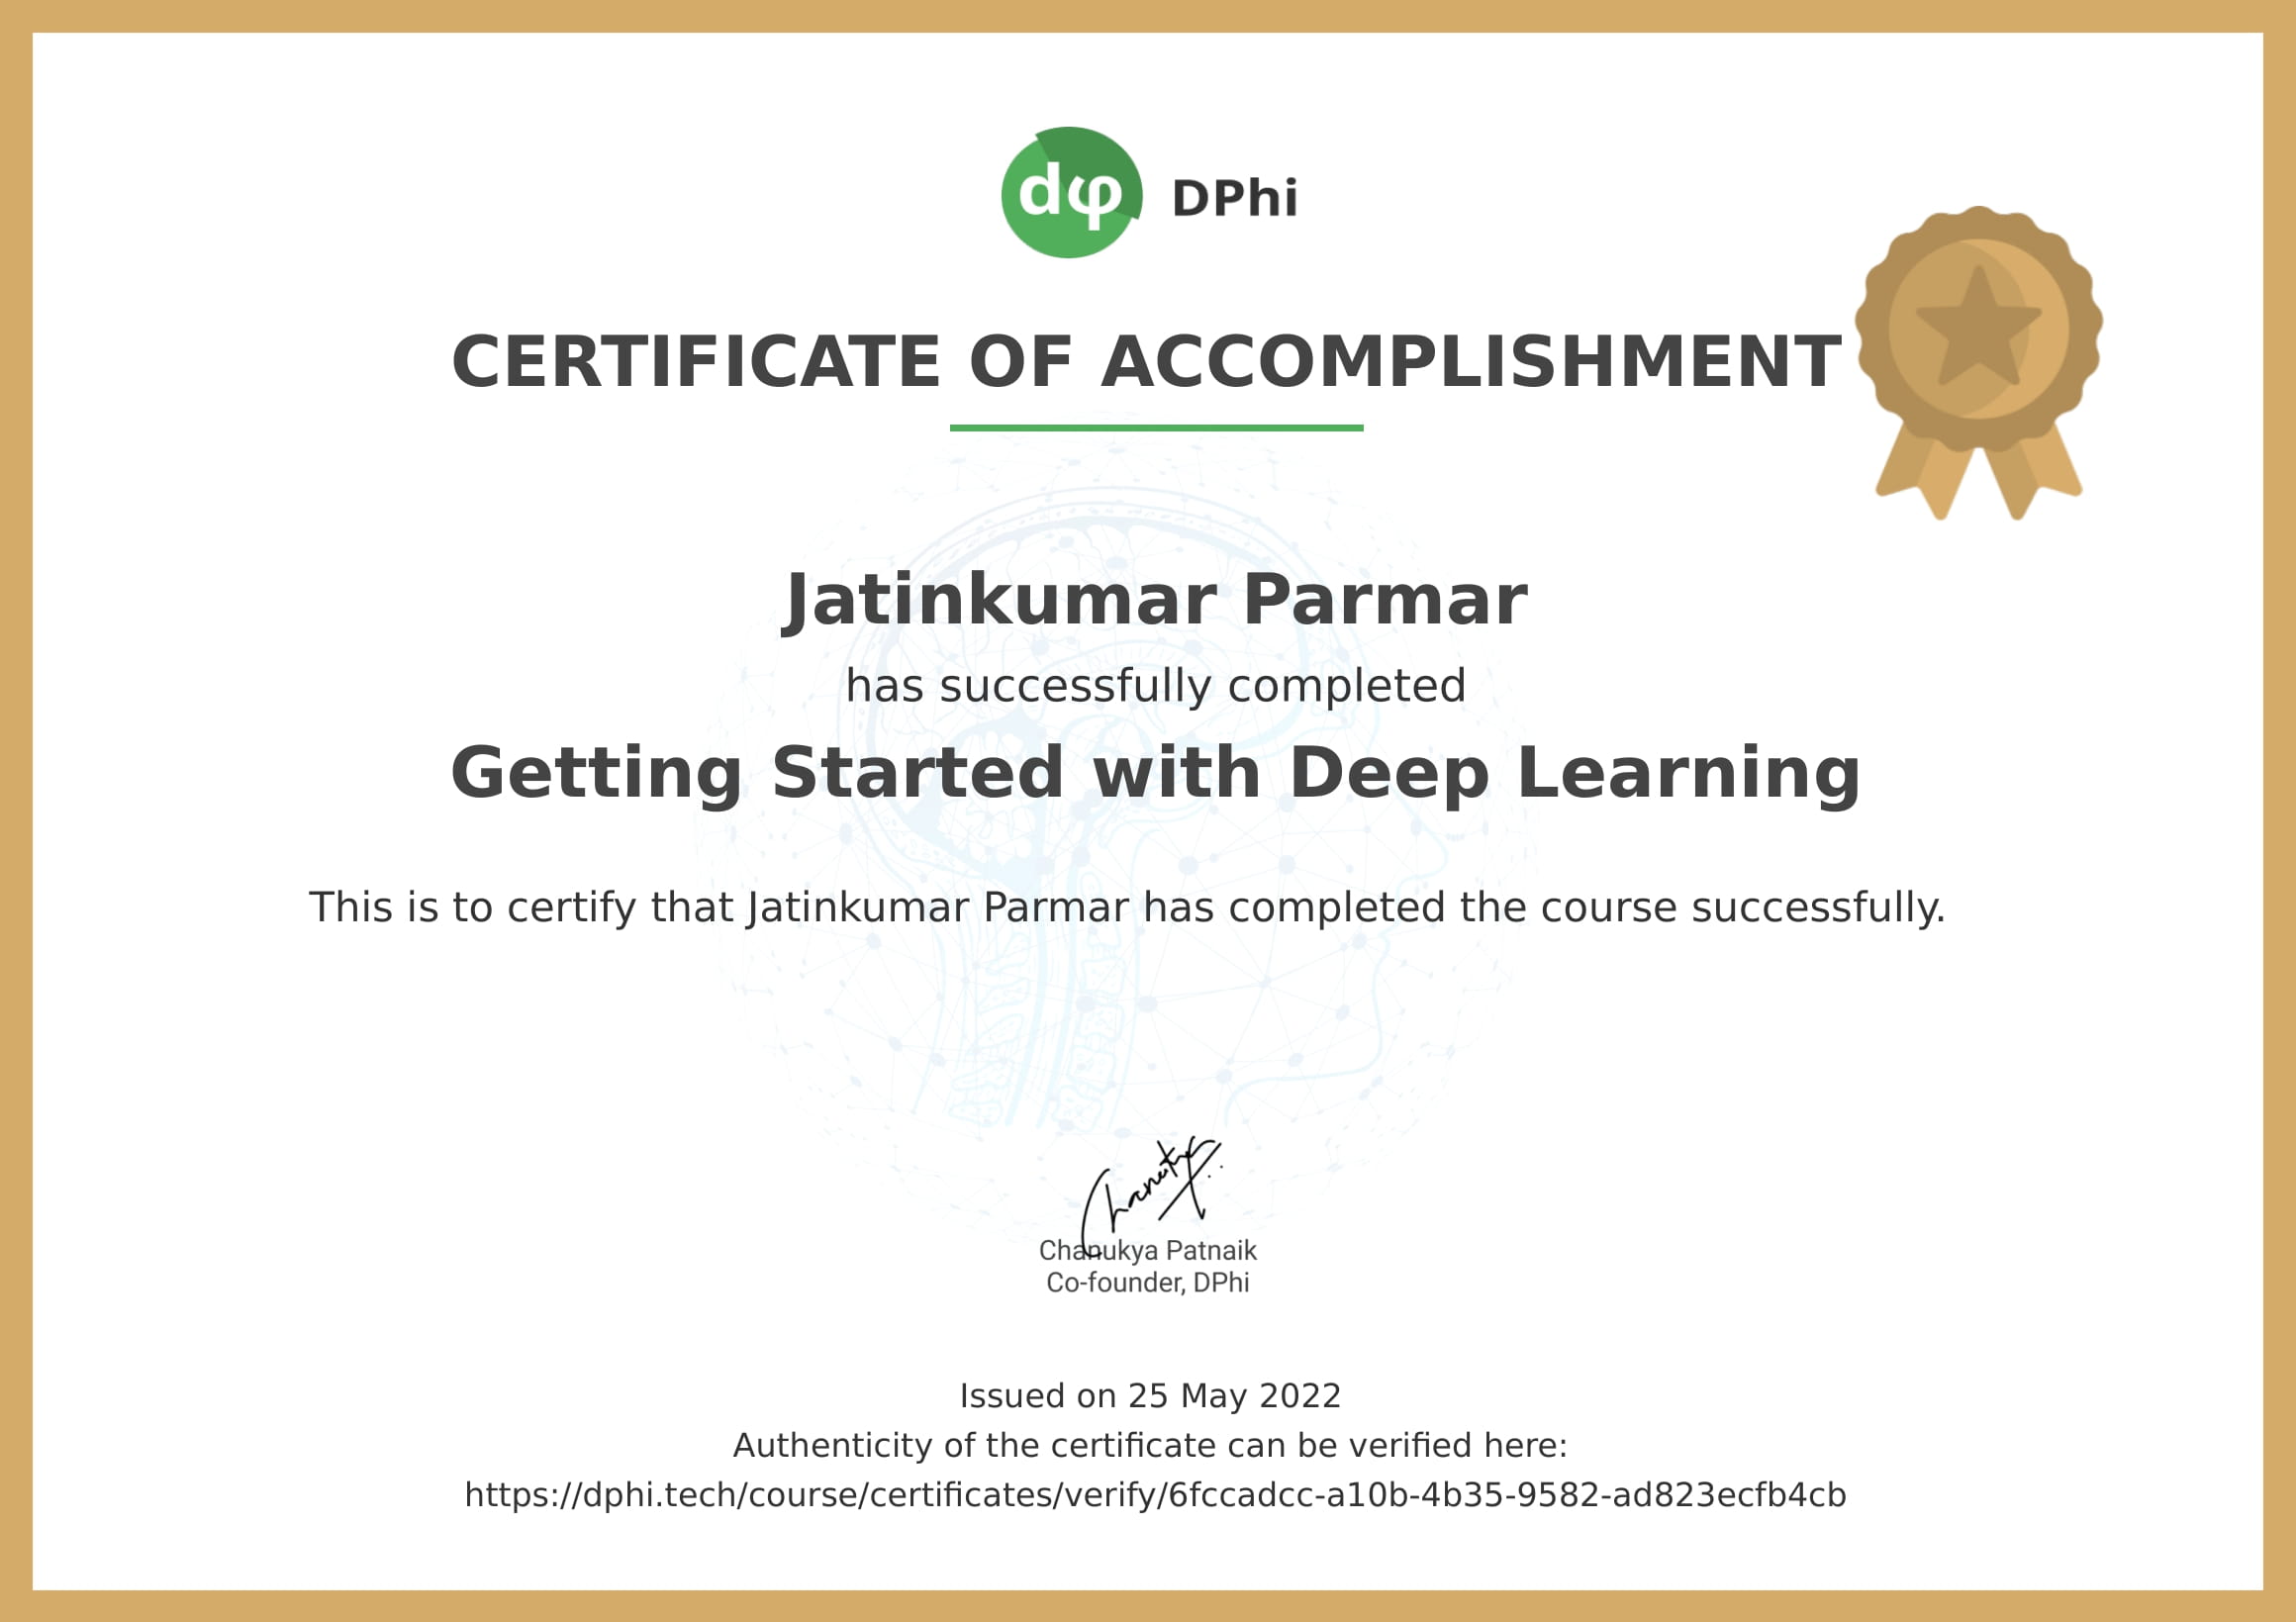 dφ DPhi
CERTIFICATE OF ACCOMPLISHMENT
Jatinkumar Parmar
has successfully completed
Getting Started with Deep Learning
This is to certify that Jatinkumar Parmar has completed the course successfully.
Chanukya Patnaik
Co-founder, DPhi
Issued on 25 May 2022
Authenticity of the certificate can be verified here:
https://dphi.tech/course/certificates/verify/6fccadcc-a10b-4b35-9582-ad823ecfb4cb